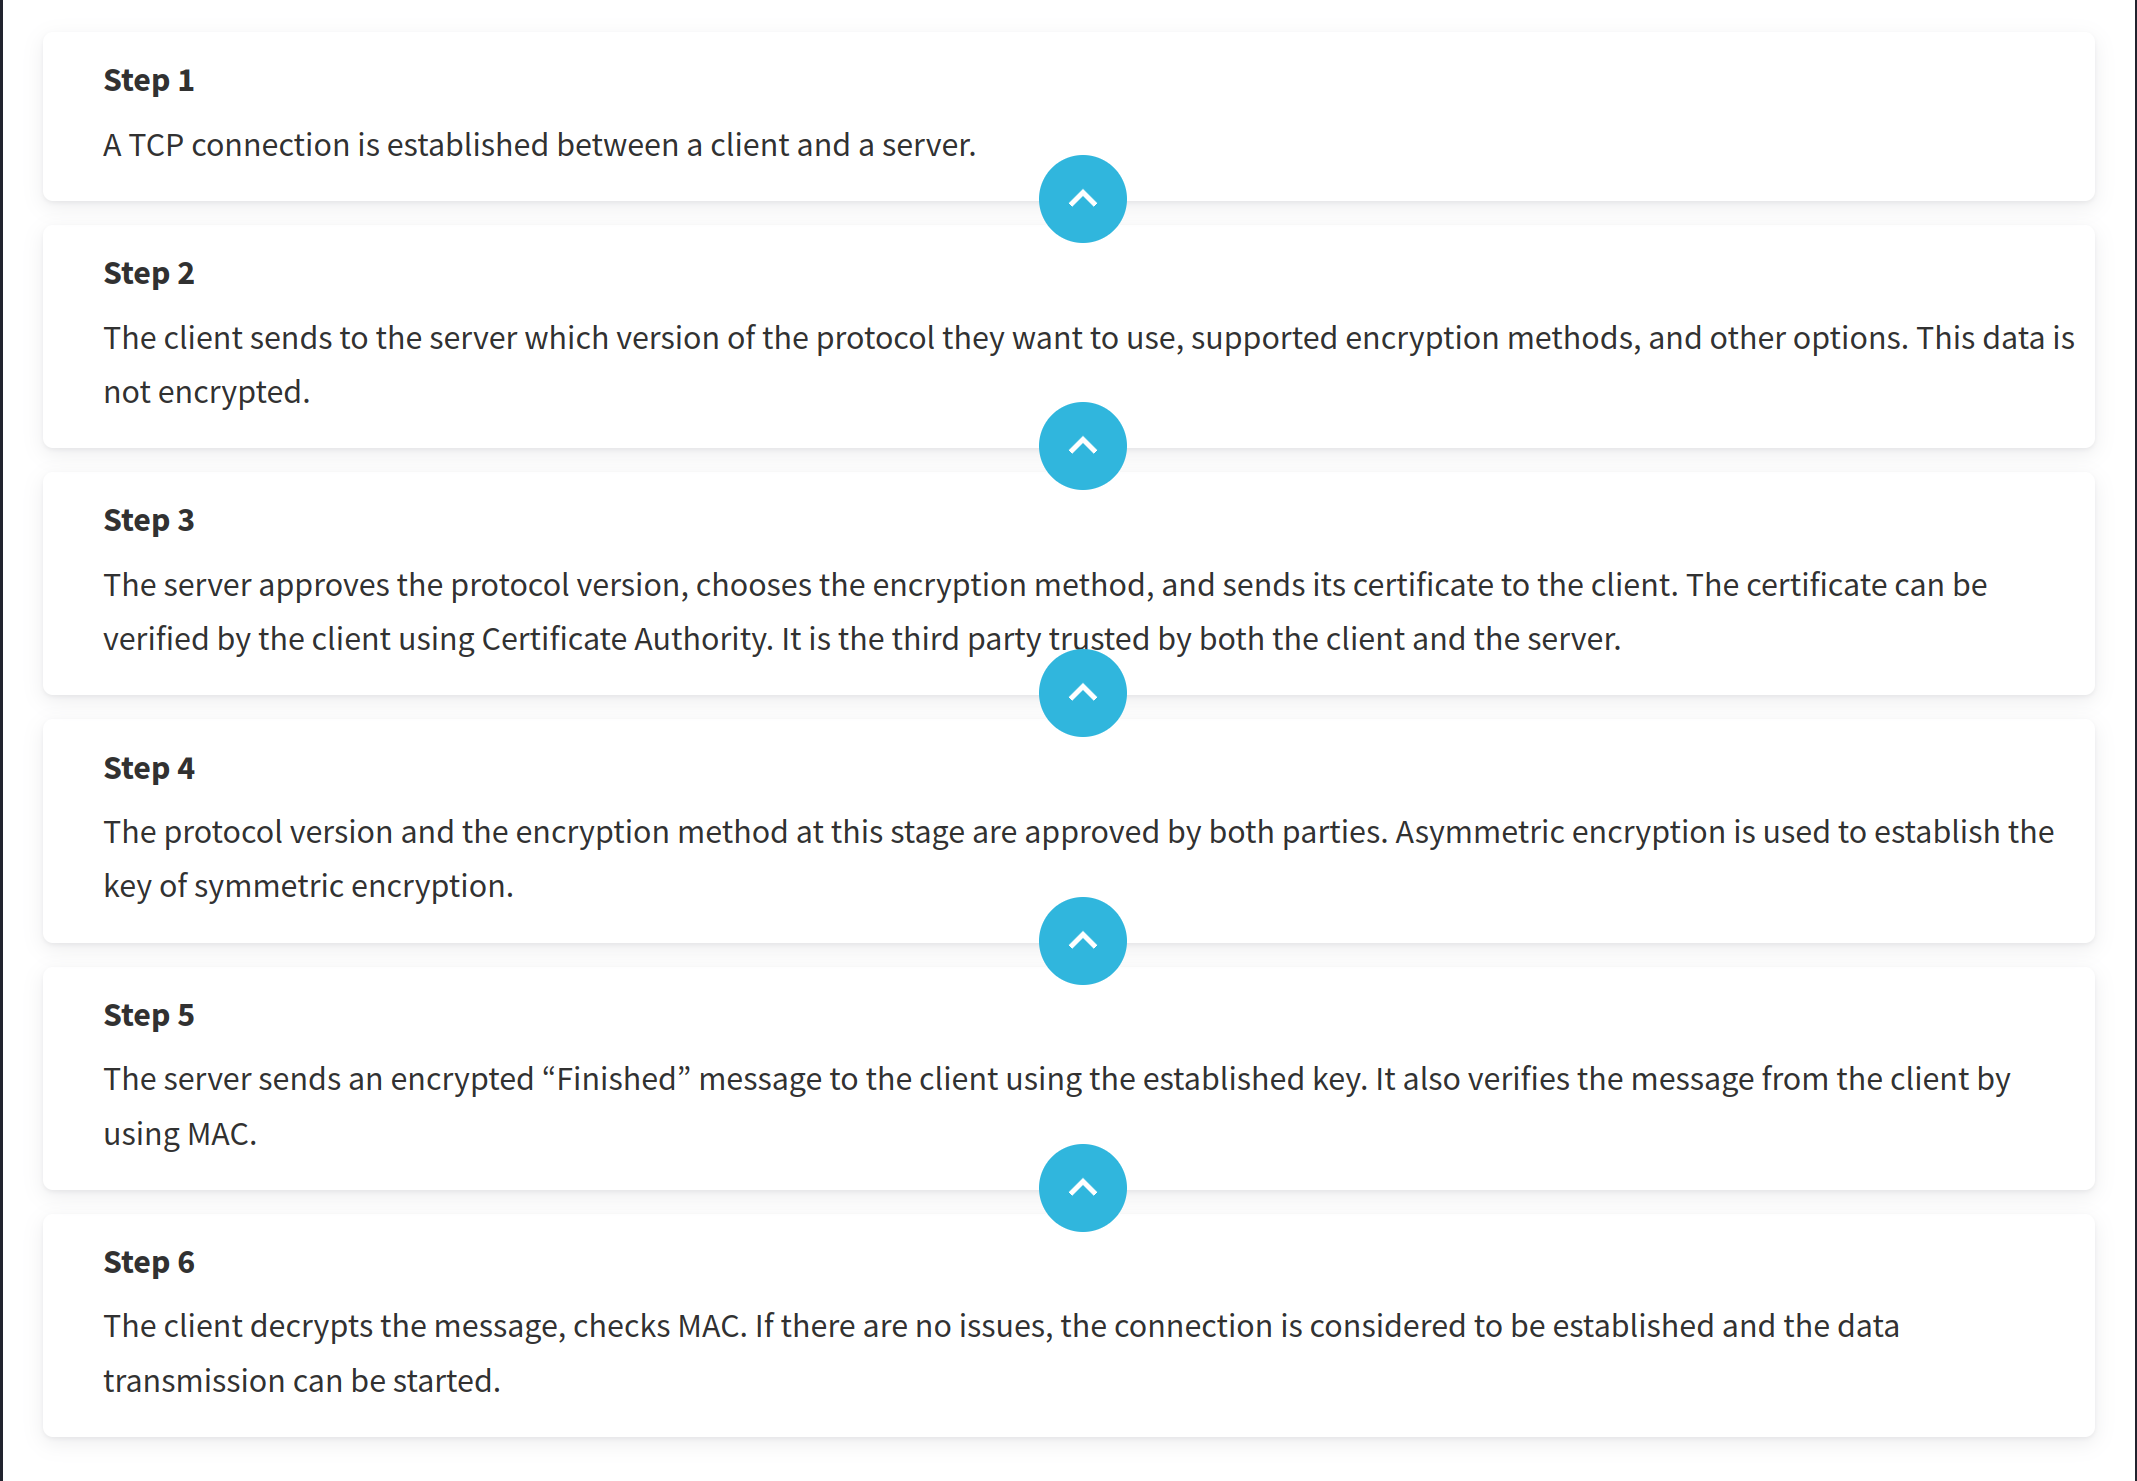 Step 1
A TCP connection is established between a client and a server.
Step 2
The client sends to the server which version of the protocol they want to use, supported encryption methods, and other options. This data is
not encrypted.
Step 3
The server approves the protocol version, chooses the encryption method, and sends its certificate to the client. The certificate can be
verified by the client using Certificate Authority. It is the third party trusted by both the client and the server.
Step 4
The protocol version and the encryption method at this stage are approved by both parties. Asymmetric encryption is used to establish the
key of symmetric encryption.
Step 5
The server sends an encrypted “Finished” message to the client using the established key. It also verifies the message from the client by
using MAC.
Step 6
The client decrypts the message, checks MAC. If there are no issues, the connection is considered to be established and the data
transmission can be started.